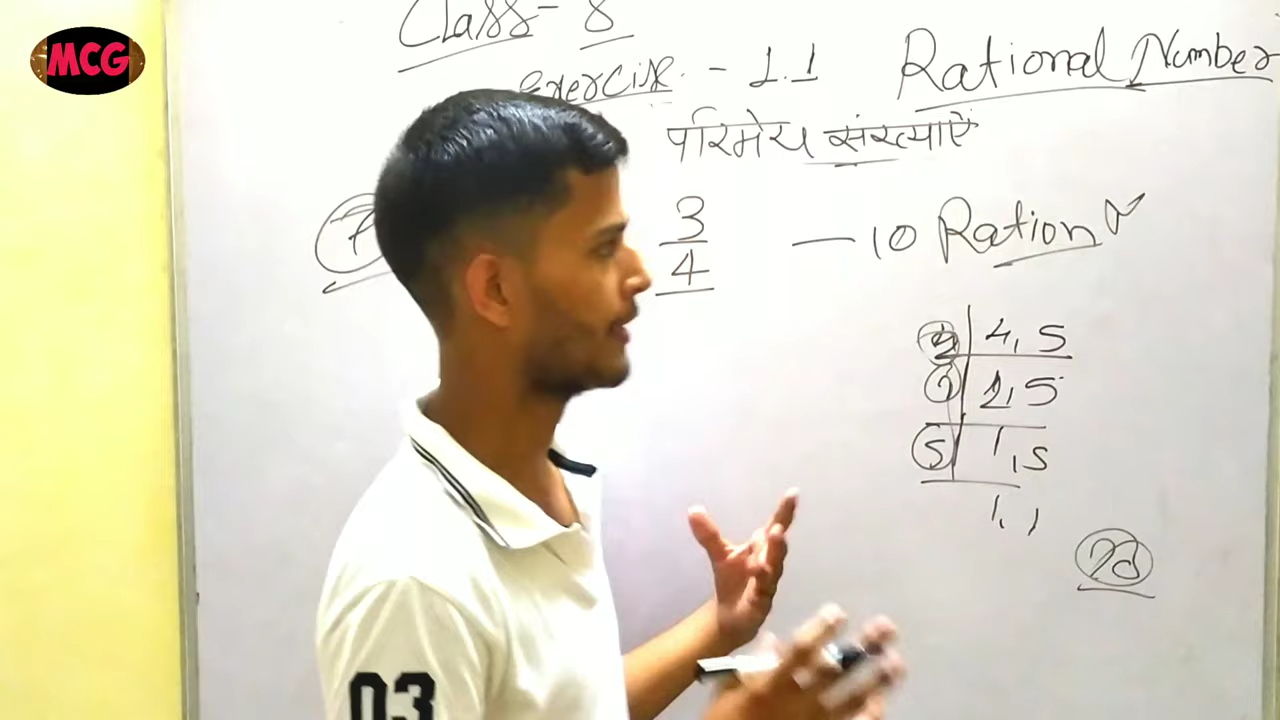 MCG
Class - 8
exercise - 1.1 Rational Number
परिमेय संख्याएँ
7 3/4 — 10 Ration
4, 5
2, 5
5 1, 5
1, 1
20
03